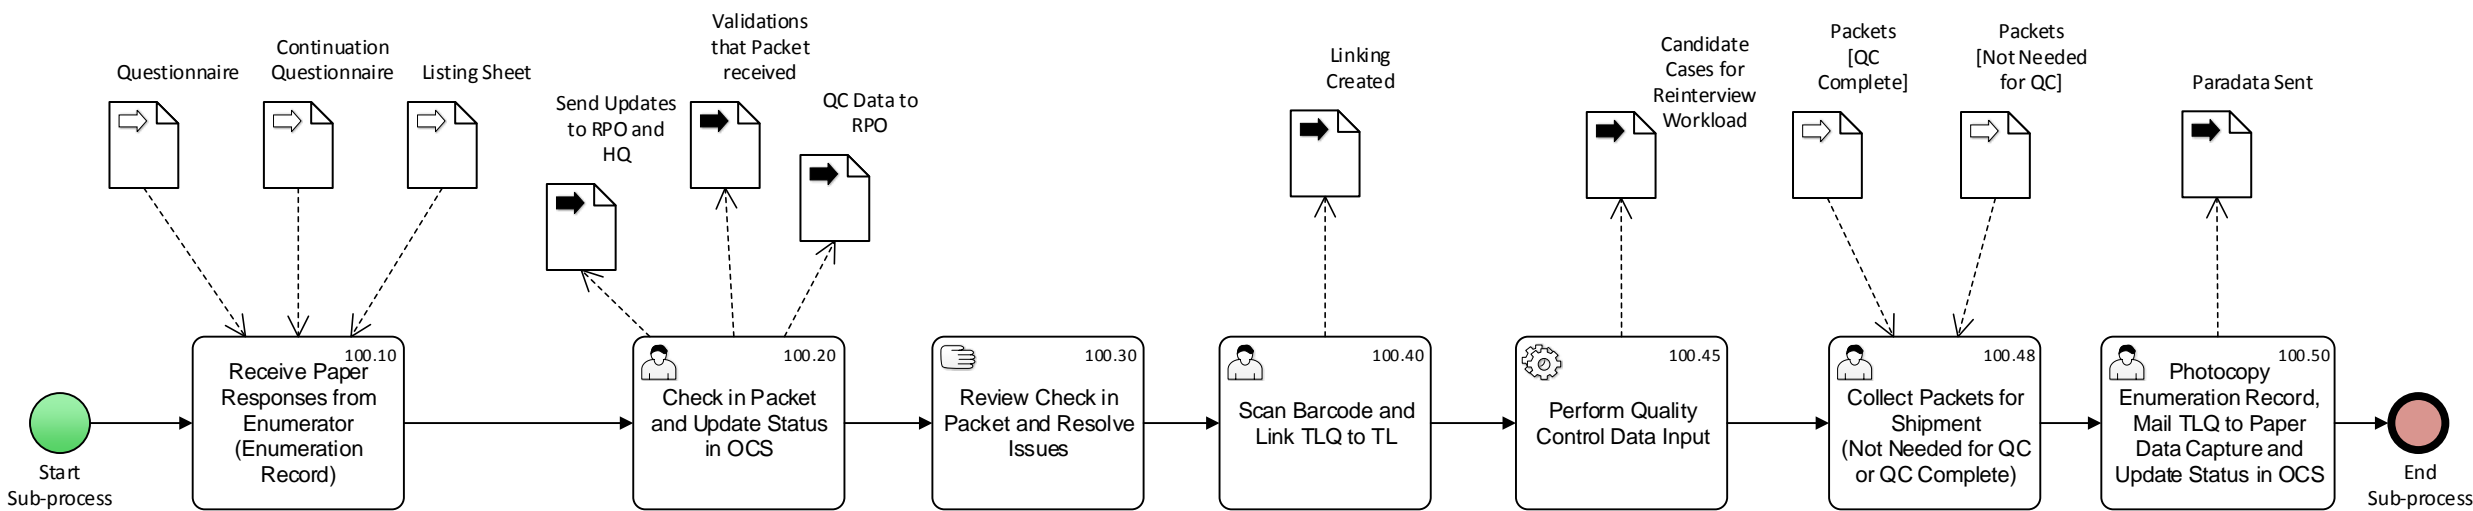 Questionnaire
Continuation
Questionnaire
Listing Sheet
Send Updates
to RPO and
HQ
Validations
that Packet
received
QC Data to
RPO
Linking
Created
Candidate
Cases for
Reinterview
Workload
Packets
[QC
Complete]
Packets
[Not Needed
for QC]
Paradata Sent
Start
Sub-process
100.10
Receive Paper
Responses from
Enumerator
(Enumeration
Record)
100.20
Check in Packet
and Update Status
in OCS
100.30
Review Check in
Packet and Resolve
Issues
100.40
Scan Barcode and
Link TLQ to TL
100.45
Perform Quality
Control Data Input
100.48
Collect Packets for
Shipment
(Not Needed for QC
or QC Complete)
100.50
Photocopy
Enumeration Record,
Mail TLQ to Paper
Data Capture and
Update Status in OCS
End
Sub-process